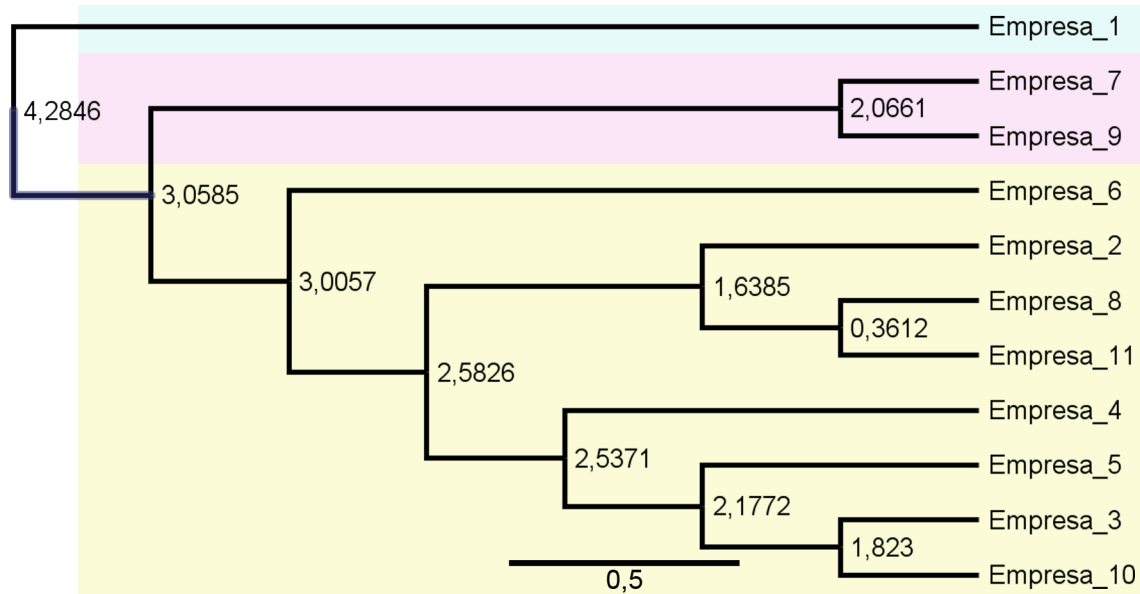 Empresa_1
Empresa_7
4,2846
2,0661
Empresa_9
3,0585
Empresa_6
Empresa_2
3,0057
1,6385
Empresa_8
0,3612
Empresa_11
2,5826
Empresa_4
2,5371
Empresa_5
2,1772
Empresa_3
1,823
Empresa_10
0,5